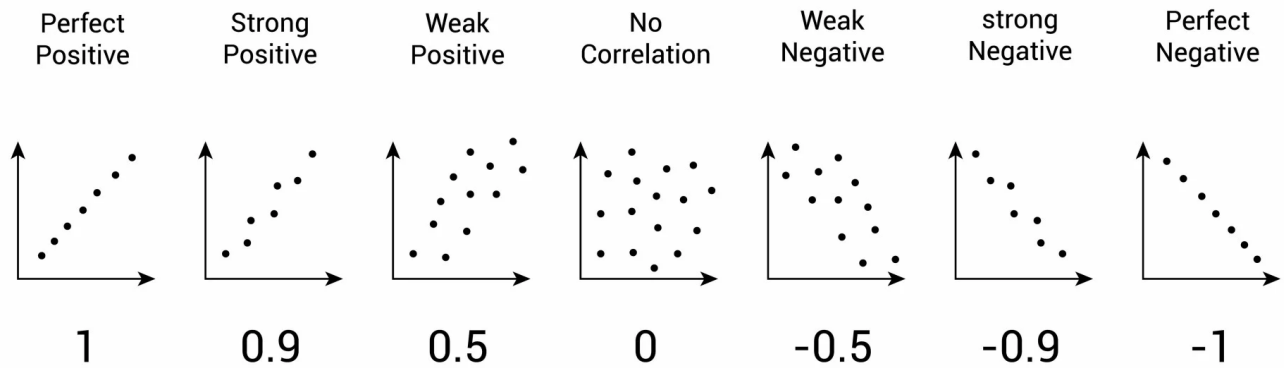 Perfect
Positive
Strong
Positive
Weak
Positive
No
Correlation
Weak
Negative
strong
Negative
Perfect
Negative
1
0.9
0.5
0
-0.5
-0.9
-1